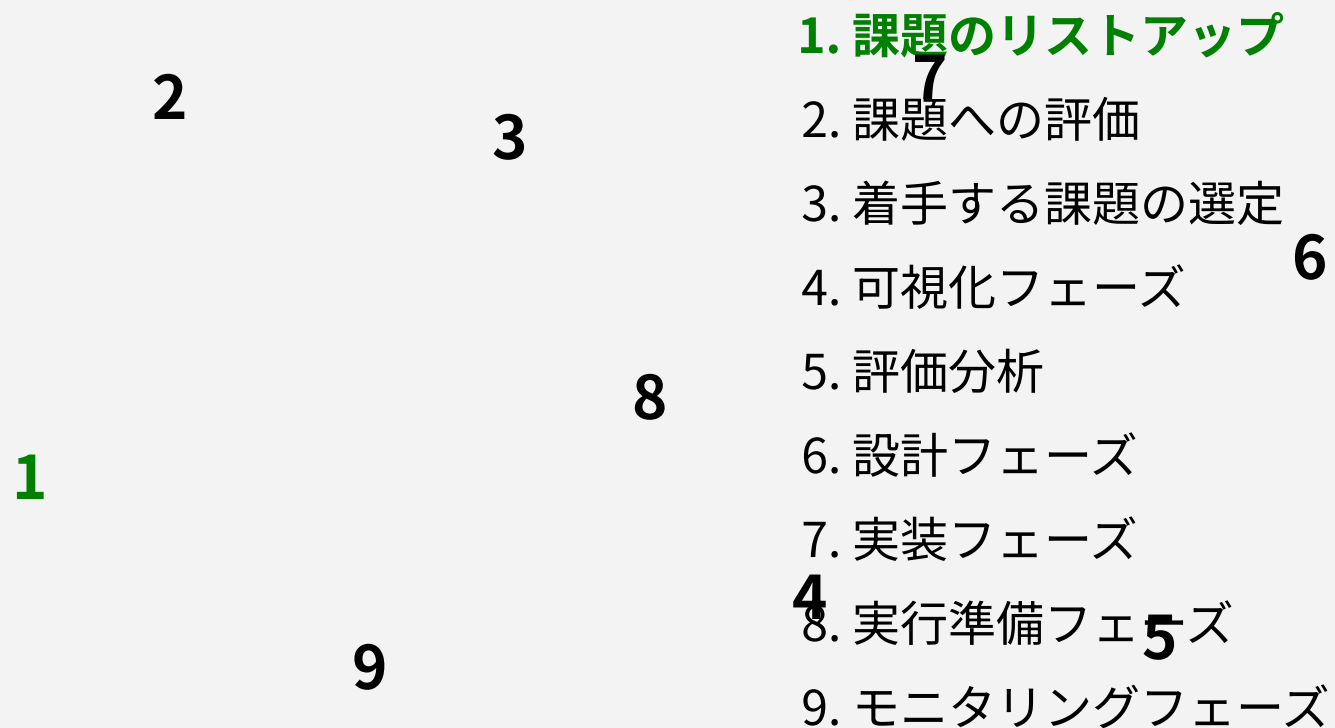 1. 課題のリストアップ
7
2
2. 課題への評価
3
3. 着手する課題の選定
6
4. 可視化フェーズ
5. 評価分析
8
6. 設計フェーズ
1
7. 実装フェーズ
4
8. 実行準備フェーズ
5
9
9. モニタリングフェーズ